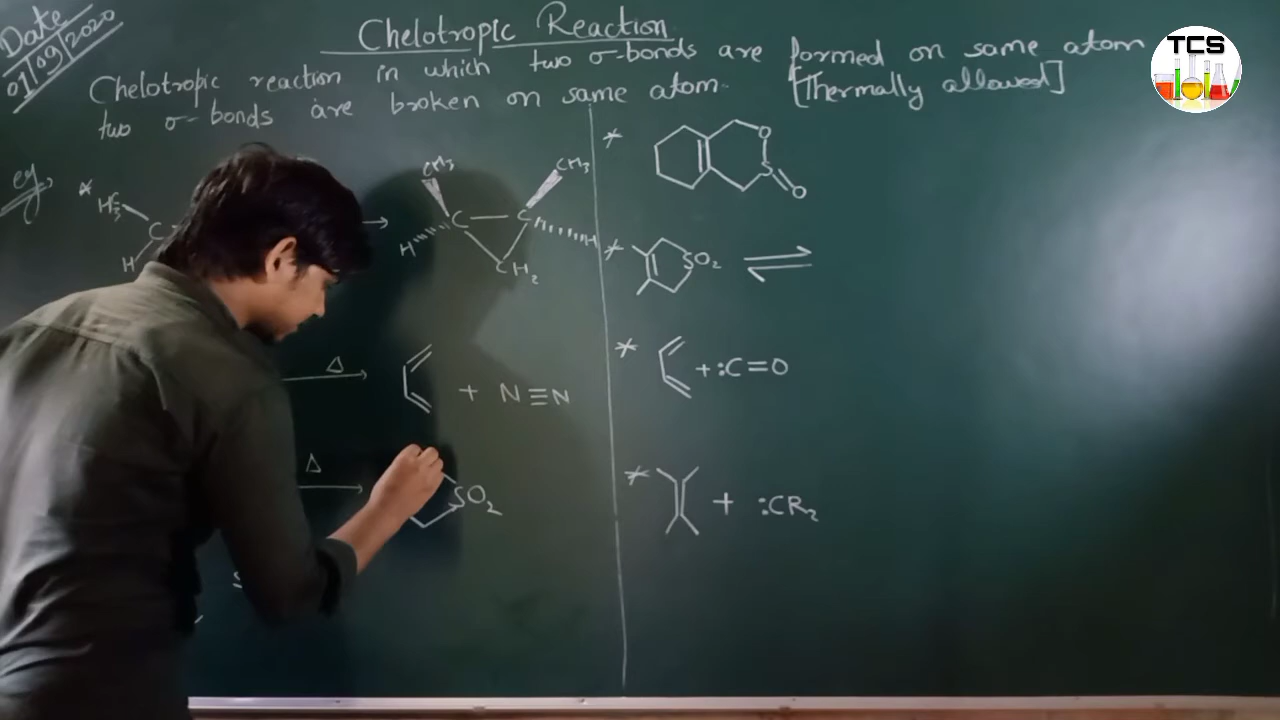 Date
01/09/2020
Chelotropic Reaction
TCS
Chelotropic reaction in which two σ-bonds are formed on same atom
two σ-bonds are broken on same atom. [Thermally allowed]
eg,
*
H3C
C
H
CH3
CH3
C — C
H
H
CH2
Δ
+ N≡N
Δ
SO2
S
*
O
S
O
*
SO2 ⇌
*
+ :C=O
*
+ :CR2